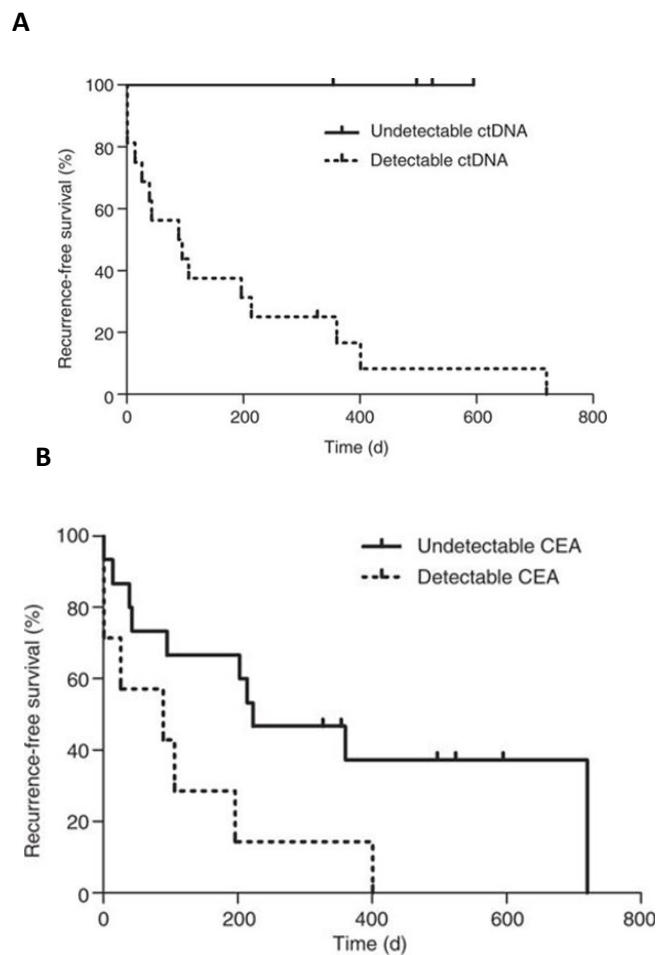 A
100
80
60
40
20
0
Recurrence-free survival (%)
Undetectable ctDNA
Detectable ctDNA
0 200 400 600 800
Time (d)
B
100
80
60
40
20
0
Recurrence-free survival (%)
Undetectable CEA
Detectable CEA
0 200 400 600 800
Time (d)